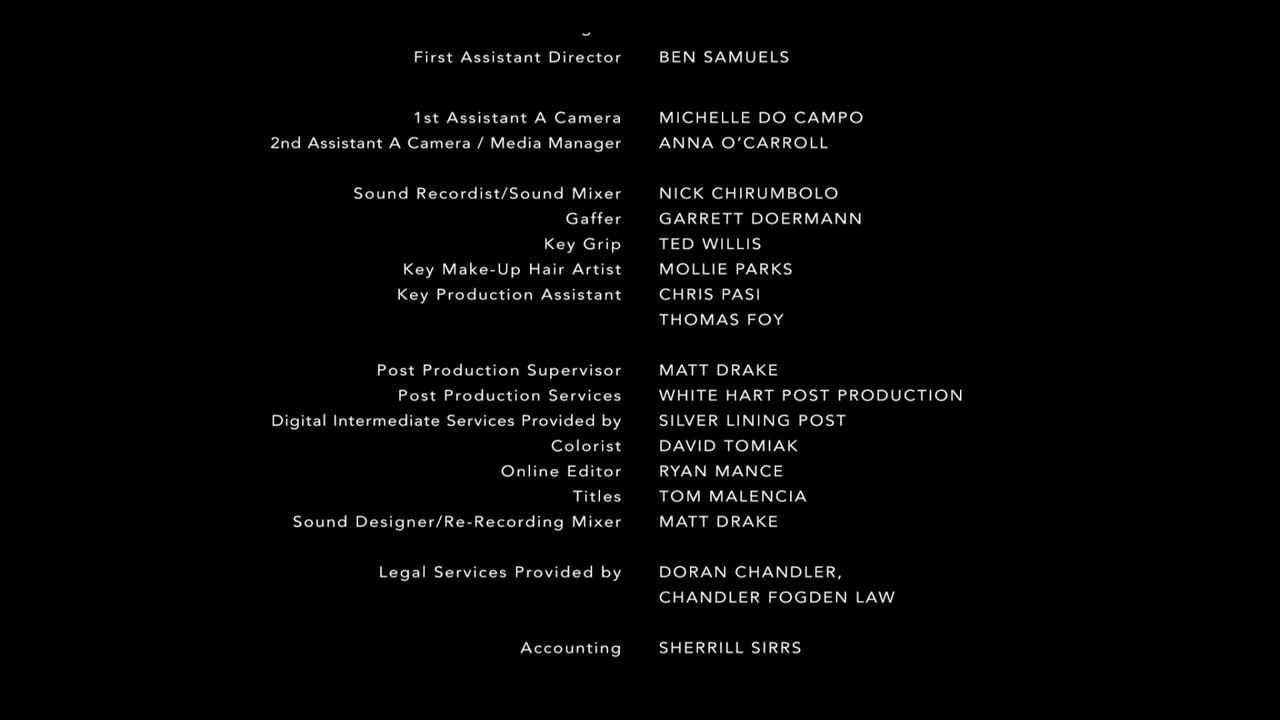 First Assistant Director BEN SAMUELS
1st Assistant A Camera MICHELLE DO CAMPO
2nd Assistant A Camera / Media Manager ANNA O’CARROLL
Sound Recordist/Sound Mixer NICK CHIRUMBOLO
Gaffer GARRETT DOERMANN
Key Grip TED WILLIS
Key Make-Up Hair Artist MOLLIE PARKS
Key Production Assistant CHRIS PASI
THOMAS FOY
Post Production Supervisor MATT DRAKE
Post Production Services WHITE HART POST PRODUCTION
Digital Intermediate Services Provided by SILVER LINING POST
Colorist DAVID TOMIAK
Online Editor RYAN MANCE
Titles TOM MALENCIA
Sound Designer/Re-Recording Mixer MATT DRAKE
Legal Services Provided by DORAN CHANDLER,
CHANDLER FOGDEN LAW
Accounting SHERRILL SIRRS